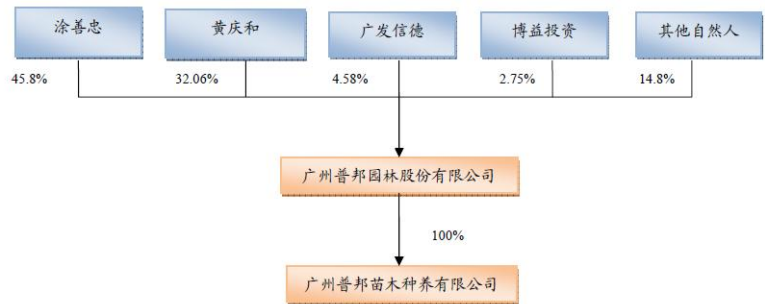 涂善忠
黄庆和
广发信德
博益投资
其他自然人
45.8%
32.06%
4.58%
2.75%
14.8%
广州普邦园林股份有限公司
100%
广州普邦苗木种养有限公司